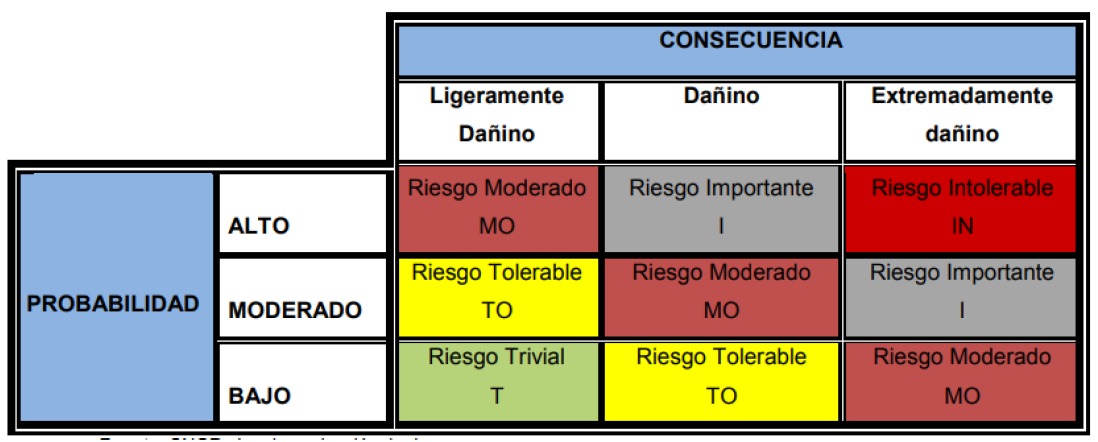 CONSECUENCIA
Ligeramente Dañino
Dañino
Extremadamente dañino
PROBABILIDAD
ALTO
Riesgo Moderado
MO
Riesgo Importante
I
Riesgo Intolerable
IN
MODERADO
Riesgo Tolerable
TO
Riesgo Moderado
MO
Riesgo Importante
I
BAJO
Riesgo Trivial
T
Riesgo Tolerable
TO
Riesgo Moderado
MO